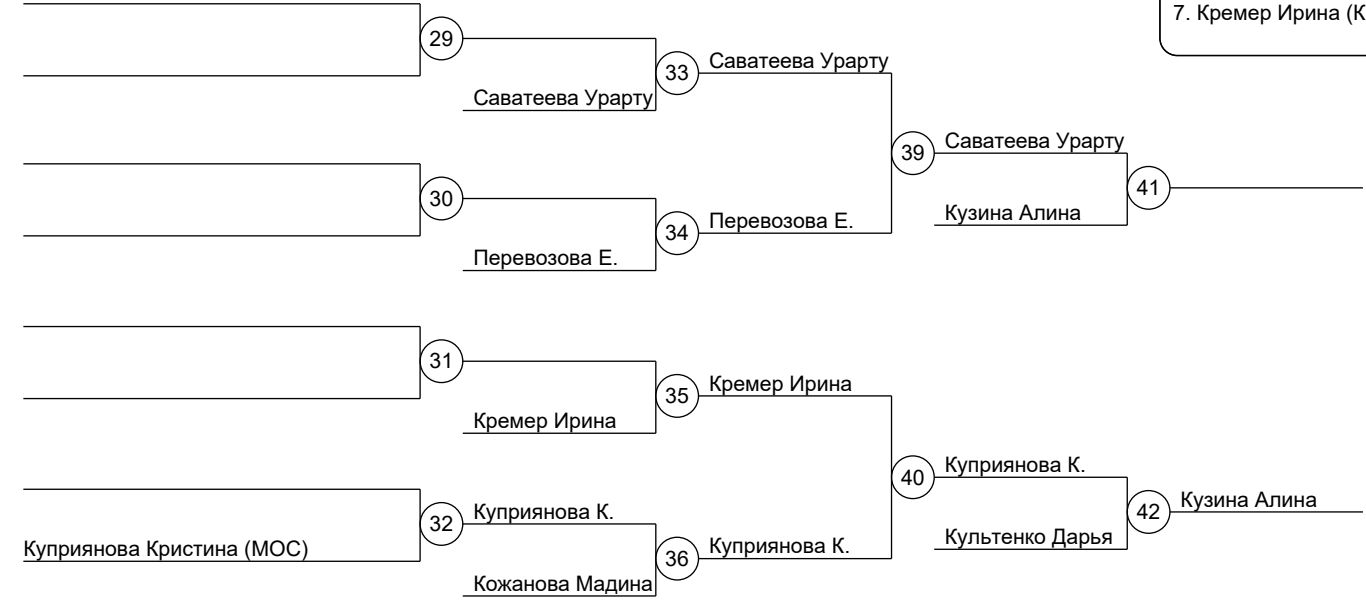 7. Кремер Ирина (К
29
33
Саватеева Урарту
Саватеева Урарту
39
Саватеева Урарту
41
30
34
Перевозова Е.
Кузина Алина
Перевозова Е.
31
35
Кремер Ирина
Кремер Ирина
40
Куприянова К.
32
Куприянова К.
42
Кузина Алина
Куприянова Кристина (МОС)
36
Куприянова К.
Культенко Дарья
Кожанова Мадина